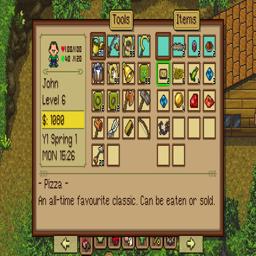 Tools
Items
John
Level 6
$: 1080
Y1 Spring 1
MON 15:26
- Pizza -
An all-time favourite classic. Can be eaten or sold.